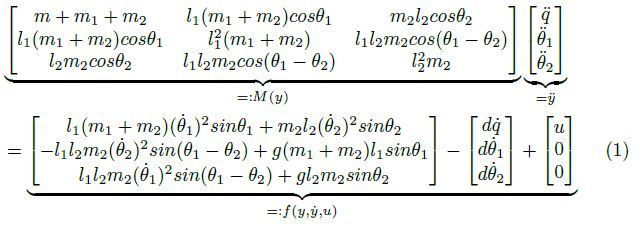 [m + m₁ + m₂   l₁(m₁ + m₂)cosθ₁   m₂l₂cosθ₂] [q̈]
[l₁(m₁ + m₂)cosθ₁   l₁²(m₁ + m₂)   l₁l₂m₂cos(θ₁ − θ₂)] [θ̈₁]
[l₂m₂cosθ₂   l₁l₂m₂cos(θ₁ − θ₂)   l₂²m₂] [θ̈₂]
=:M(y)   =ÿ
[l₁(m₁ + m₂)(θ̇₁)²sinθ₁ + m₂l₂(θ̇₂)²sinθ₂] [dq̇] [u]
= [−l₁l₂m₂(θ̇₂)²sin(θ₁ − θ₂) + g(m₁ + m₂)l₁sinθ₁] − [dθ̇₁] + [0]   (1)
[l₁l₂m₂(θ̇₁)²sin(θ₁ − θ₂) + gl₂m₂sinθ₂] [dθ̇₂] [0]
=:f(y,ẏ,u)